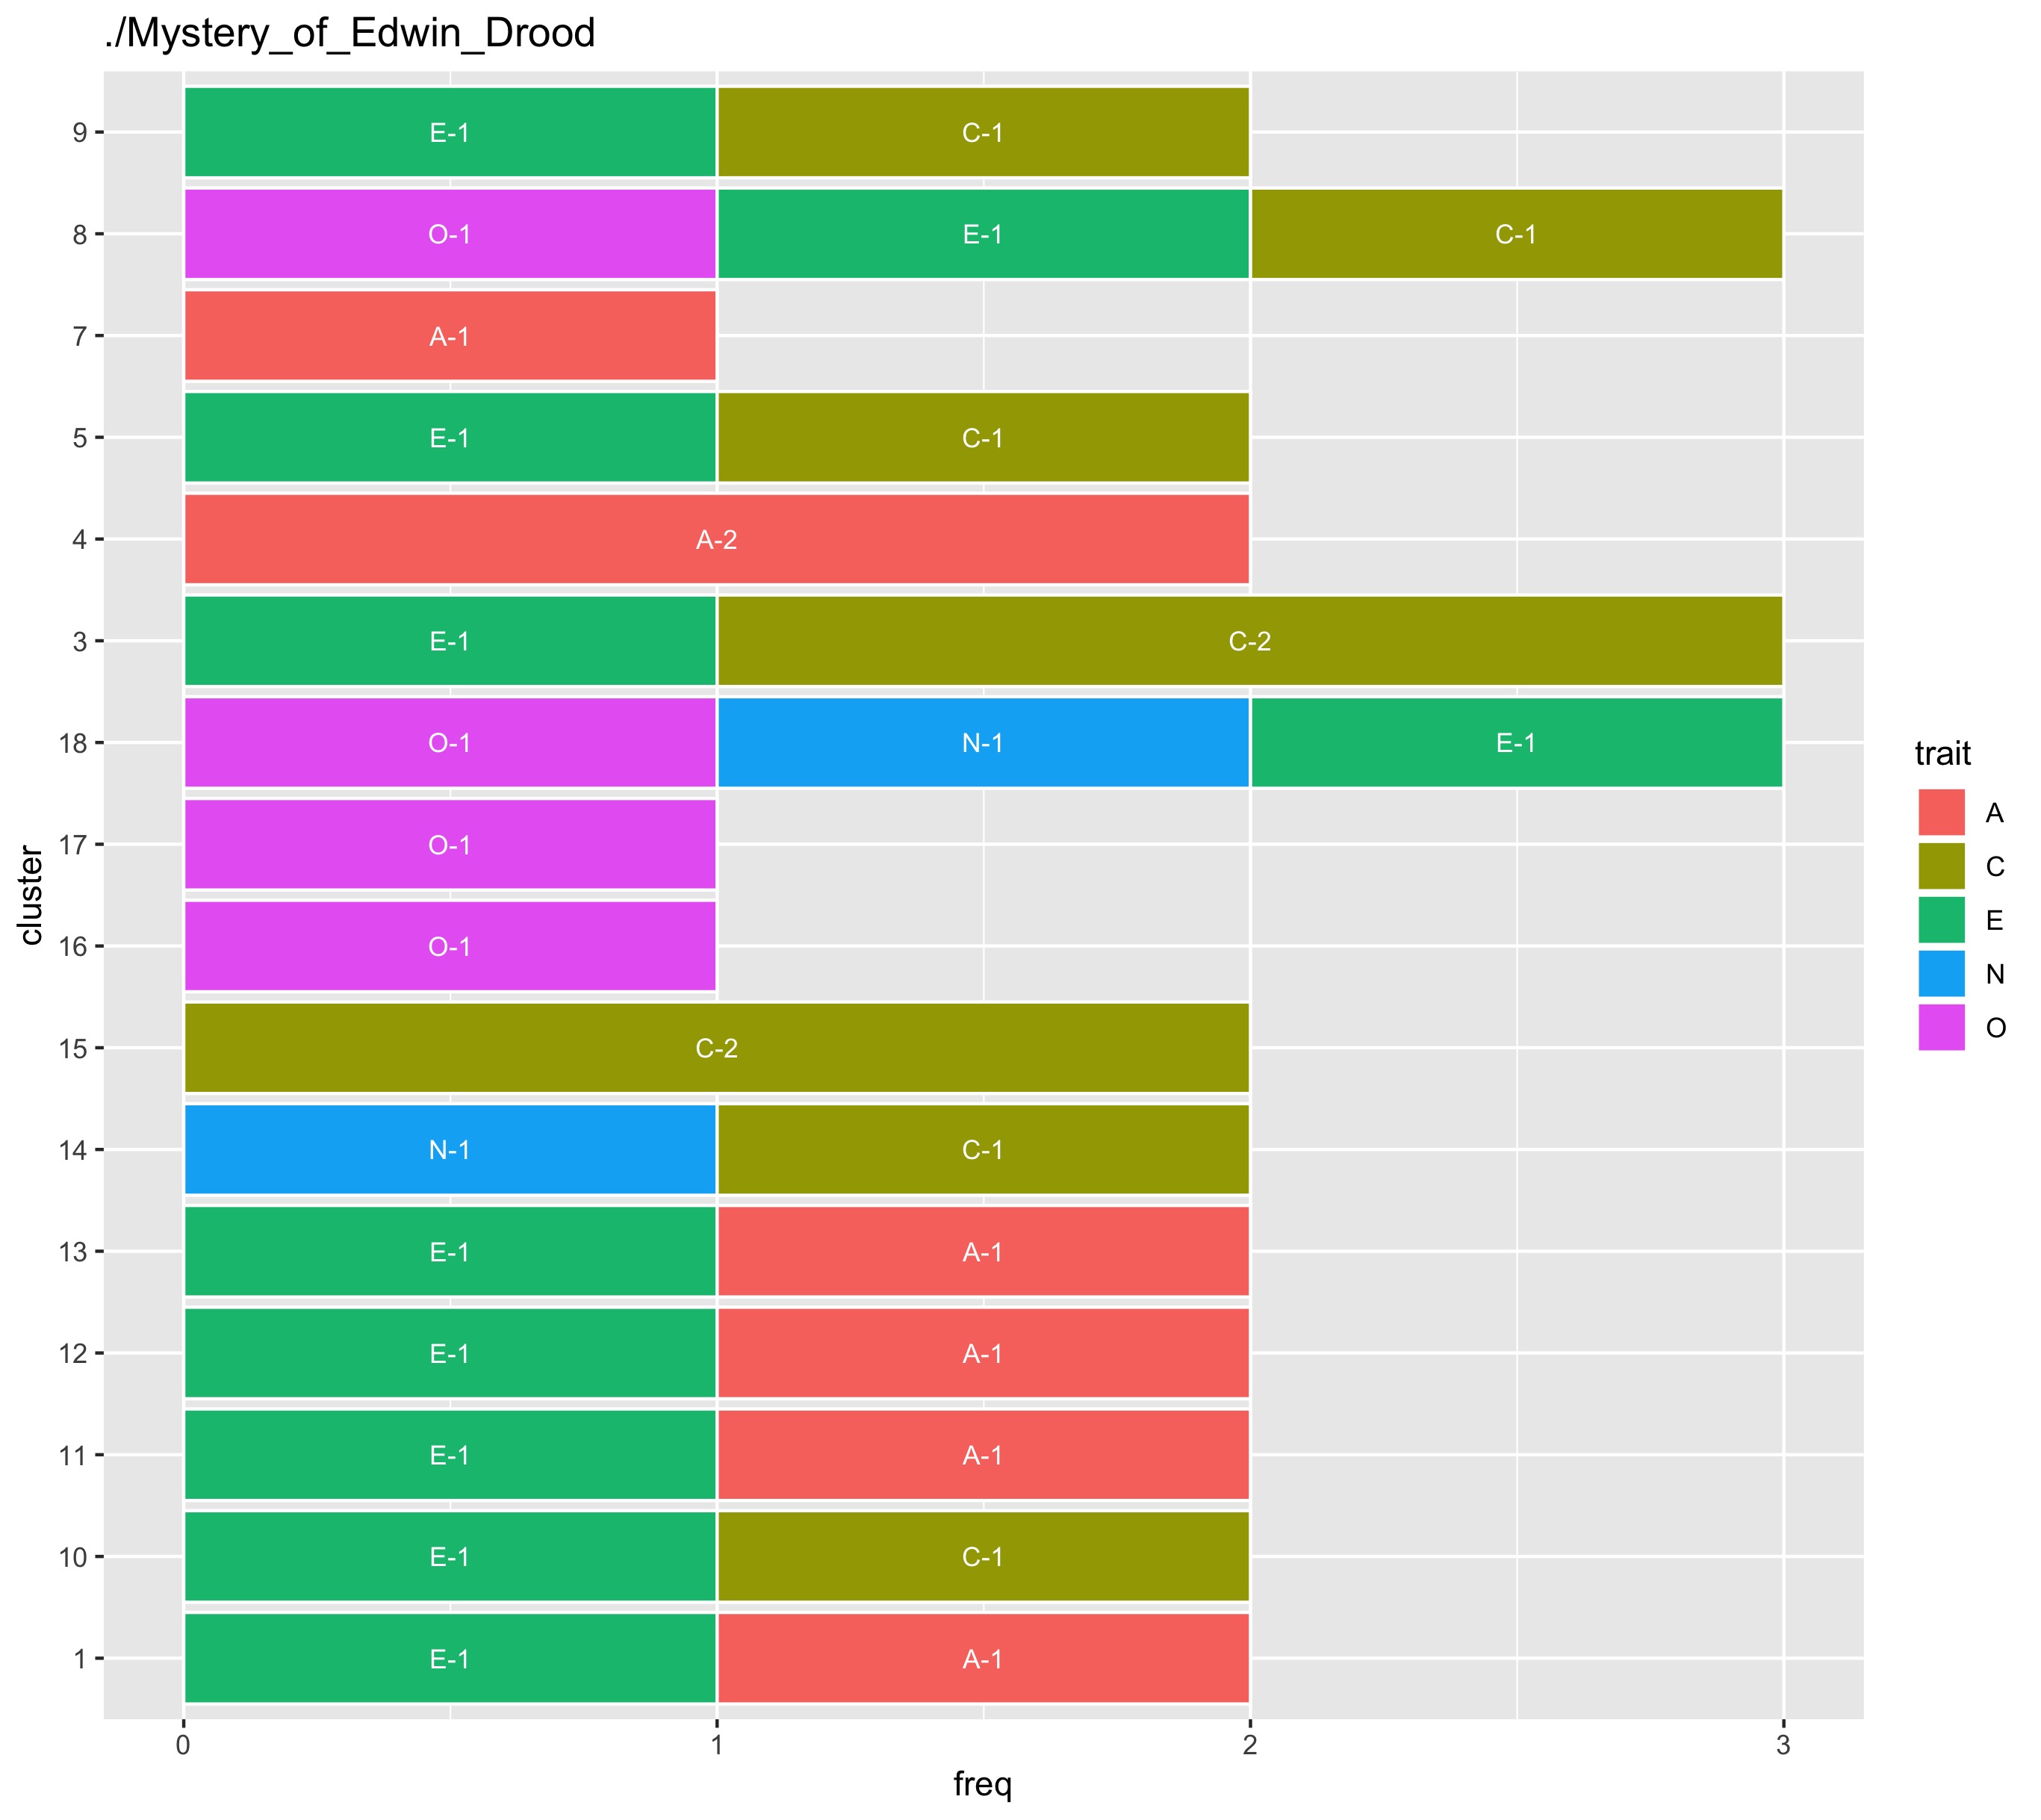 ./Mystery_of_Edwin_Drood
cluster
9 E-1 C-1
8 O-1 E-1 C-1
7 A-1
5 E-1 C-1
4 A-2
3 E-1 C-2
18 O-1 N-1 E-1
17 O-1
16 O-1
15 C-2
14 N-1 C-1
13 E-1 A-1
12 E-1 A-1
11 E-1 A-1
10 E-1 C-1
1 E-1 A-1
0 1 2 3
freq
trait
A
C
E
N
O